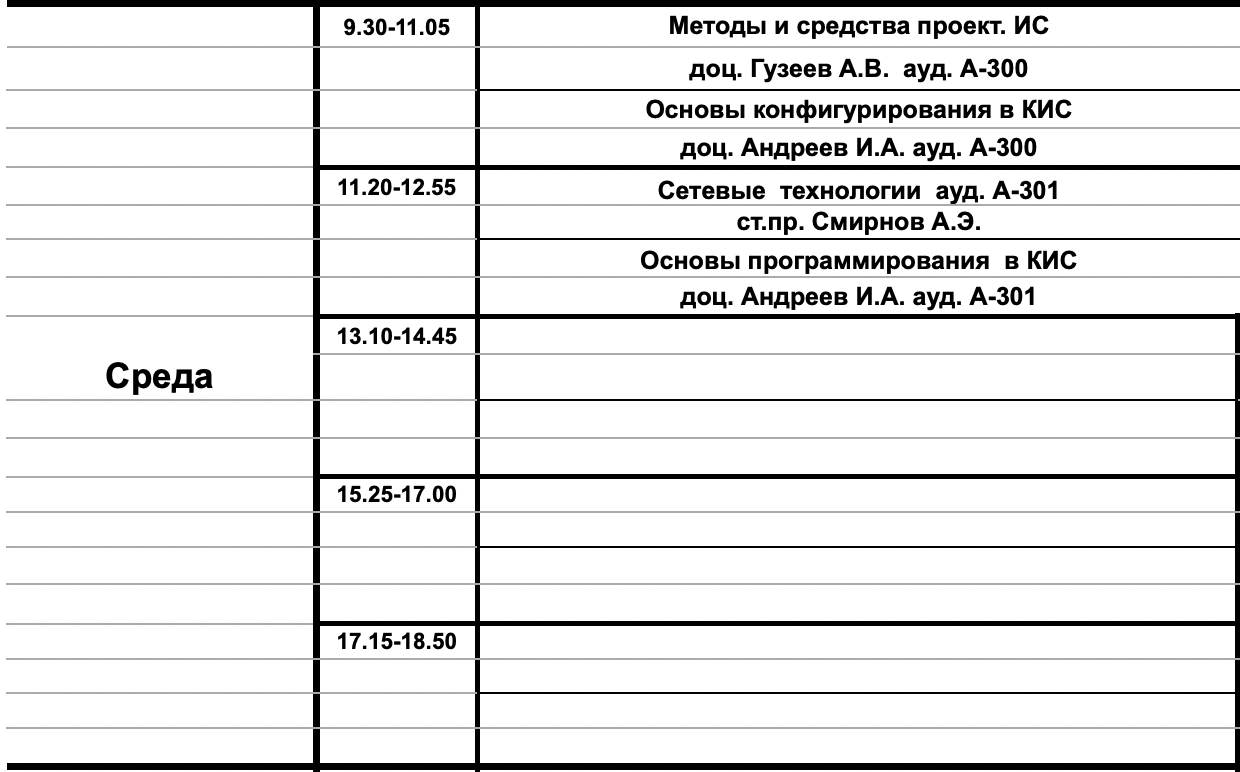 9.30-11.05
Методы и средства проект. ИС
доц. Гузеев А.В. ауд. А-300
Основы конфигурирования в КИС
доц. Андреев И.А. ауд. А-300
11.20-12.55
Сетевые технологии ауд. А-301
ст.пр. Смирнов А.Э.
Основы программирования в КИС
доц. Андреев И.А. ауд. А-301
13.10-14.45
Среда
15.25-17.00
17.15-18.50